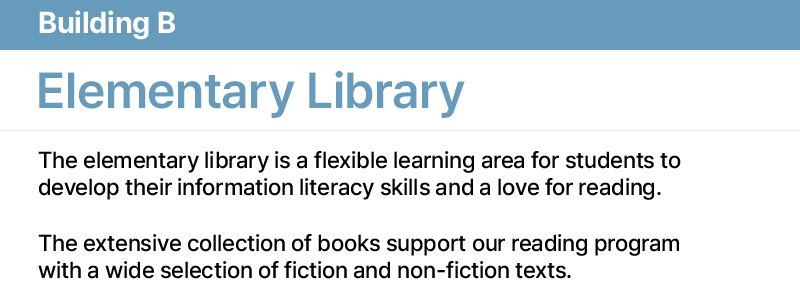 Building B
Elementary Library
The elementary library is a flexible learning area for students to
develop their information literacy skills and a love for reading.
The extensive collection of books support our reading program
with a wide selection of fiction and non-fiction texts.